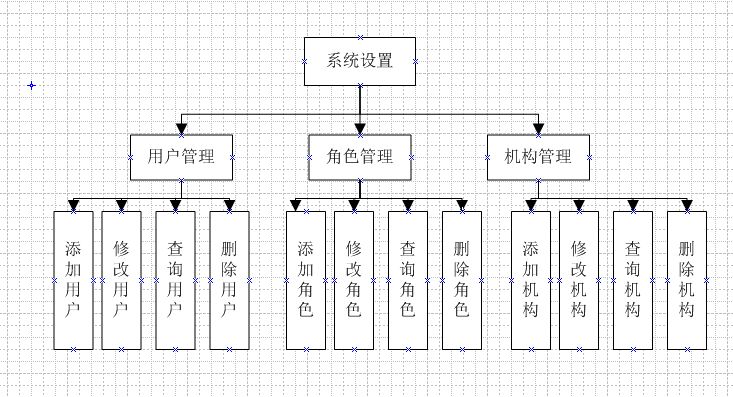 系统设置
用户管理
角色管理
机构管理
添加用户
修改用户
查询用户
删除用户
添加角色
修改角色
查询角色
删除角色
添加机构
修改机构
查询机构
删除机构